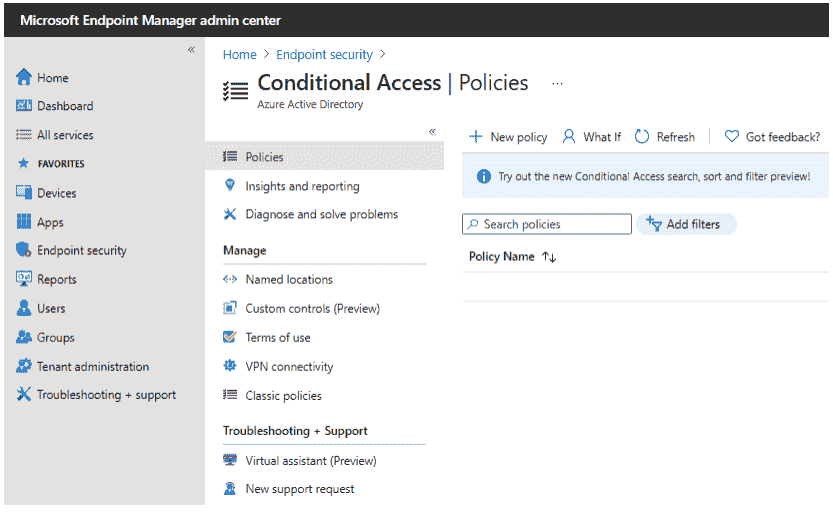 Microsoft Endpoint Manager admin center
«
Home
Dashboard
All services
FAVORITES
Devices
Apps
Endpoint security
Reports
Users
Groups
Tenant administration
Troubleshooting + support
Home > Endpoint security >
Conditional Access | Policies ...
Azure Active Directory
«
Policies
Insights and reporting
Diagnose and solve problems
Manage
Named locations
Custom controls (Preview)
Terms of use
VPN connectivity
Classic policies
Troubleshooting + Support
Virtual assistant (Preview)
New support request
New policy What If Refresh Got feedback?
Try out the new Conditional Access search, sort and filter preview!
Search policies Add filters
Policy Name ↑↓